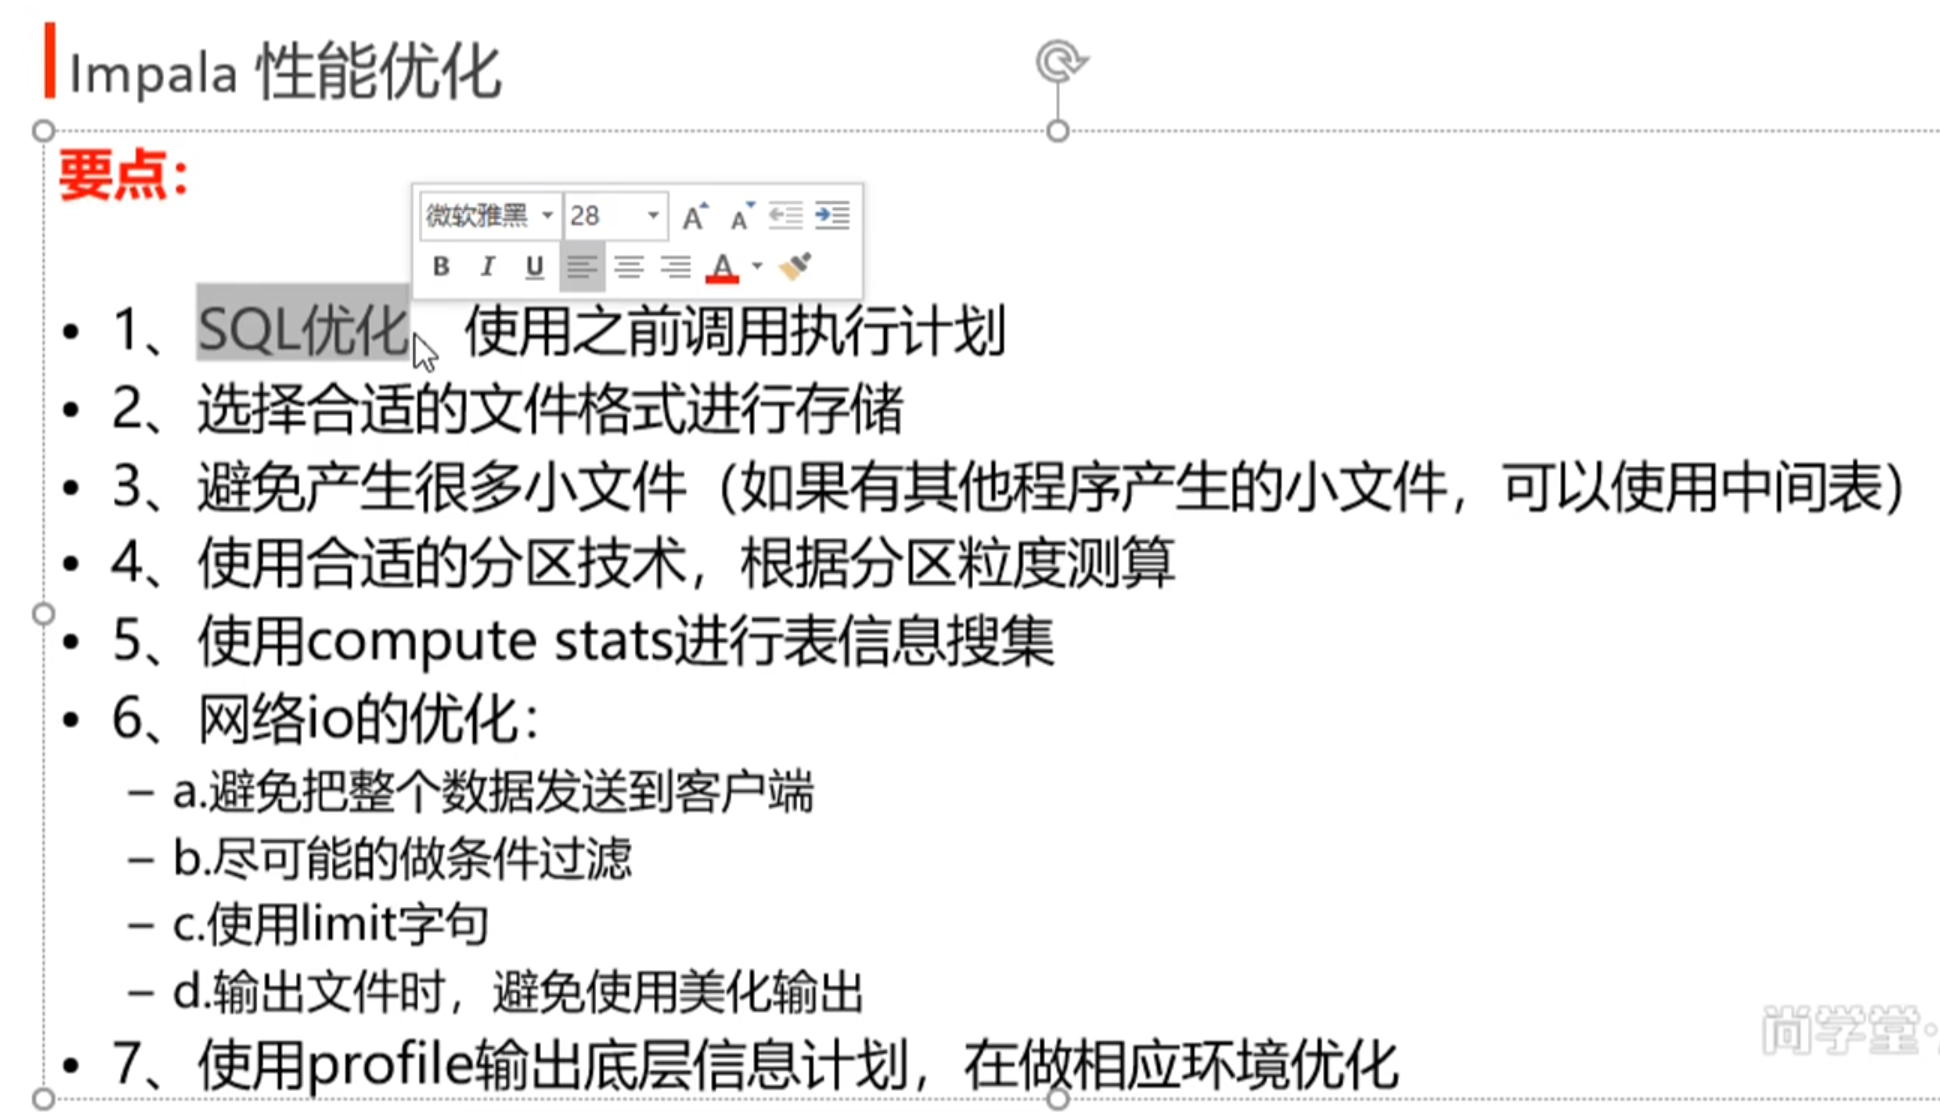 Impala 性能优化
要点：
微软雅黑 28
B I U A
• 1、SQL优化、使用之前调用执行计划
• 2、选择合适的文件格式进行存储
• 3、避免产生很多小文件（如果有其他程序产生的小文件，可以使用中间表）
• 4、使用合适的分区技术，根据分区粒度测算
• 5、使用compute stats进行表信息搜集
• 6、网络io的优化：
– a.避免把整个数据发送到客户端
– b.尽可能的做条件过滤
– c.使用limit字句
– d.输出文件时，避免使用美化输出
• 7、使用profile输出底层信息计划，在做相应环境优化
尚学堂·